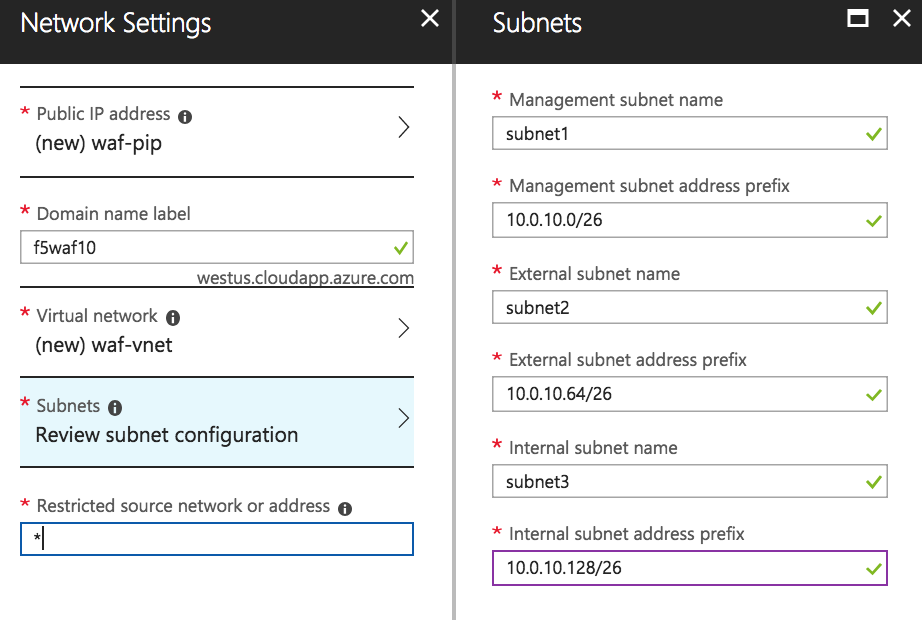 Network Settings
* Public IP address
(new) waf-pip
* Domain name label
f5waf10
westus.cloudapp.azure.com
* Virtual network
(new) waf-vnet
* Subnets
Review subnet configuration
* Restricted source network or address
*
Subnets
* Management subnet name
subnet1
* Management subnet address prefix
10.0.10.0/26
* External subnet name
subnet2
* External subnet address prefix
10.0.10.64/26
* Internal subnet name
subnet3
* Internal subnet address prefix
10.0.10.128/26